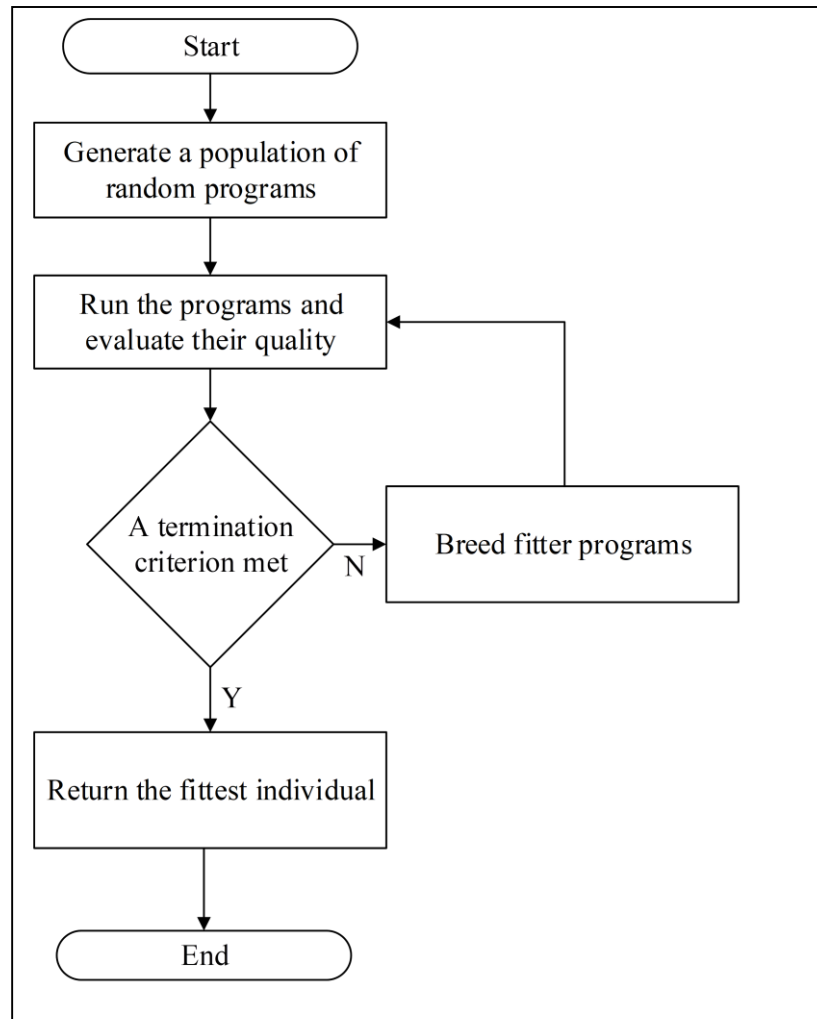 Start
Generate a population of
random programs
Run the programs and
evaluate their quality
A termination
criterion met
N
Breed fitter programs
Y
Return the fittest individual
End